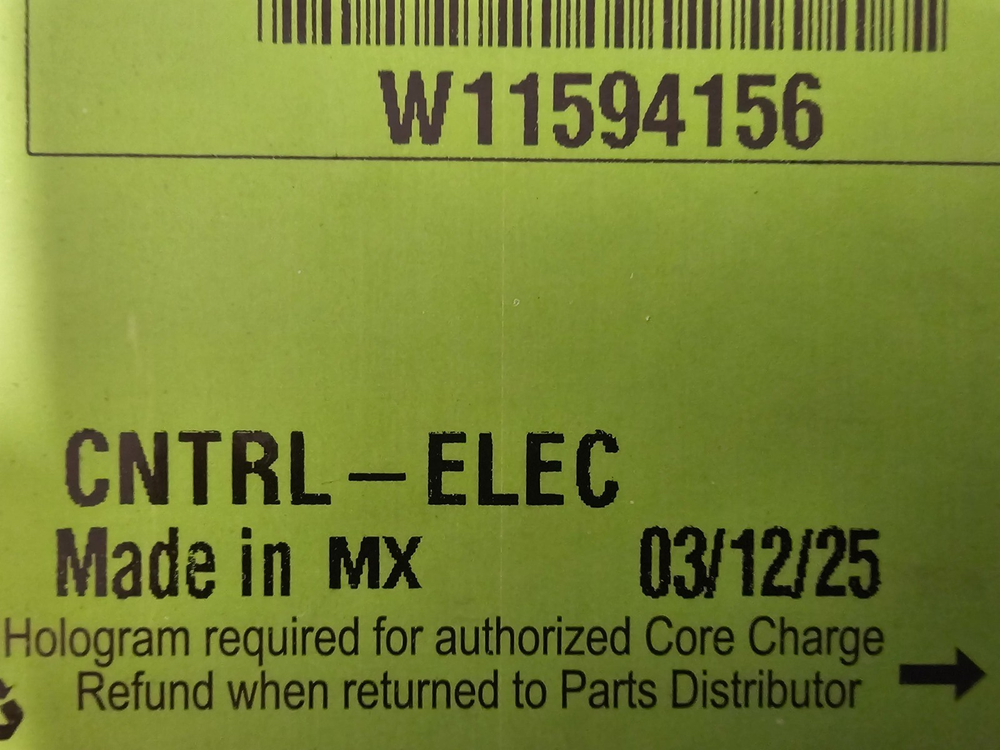 W11594156
CNTRL-ELEC
Made in MX 03/12/25
Hologram required for authorized Core Charge
Refund when returned to Parts Distributor